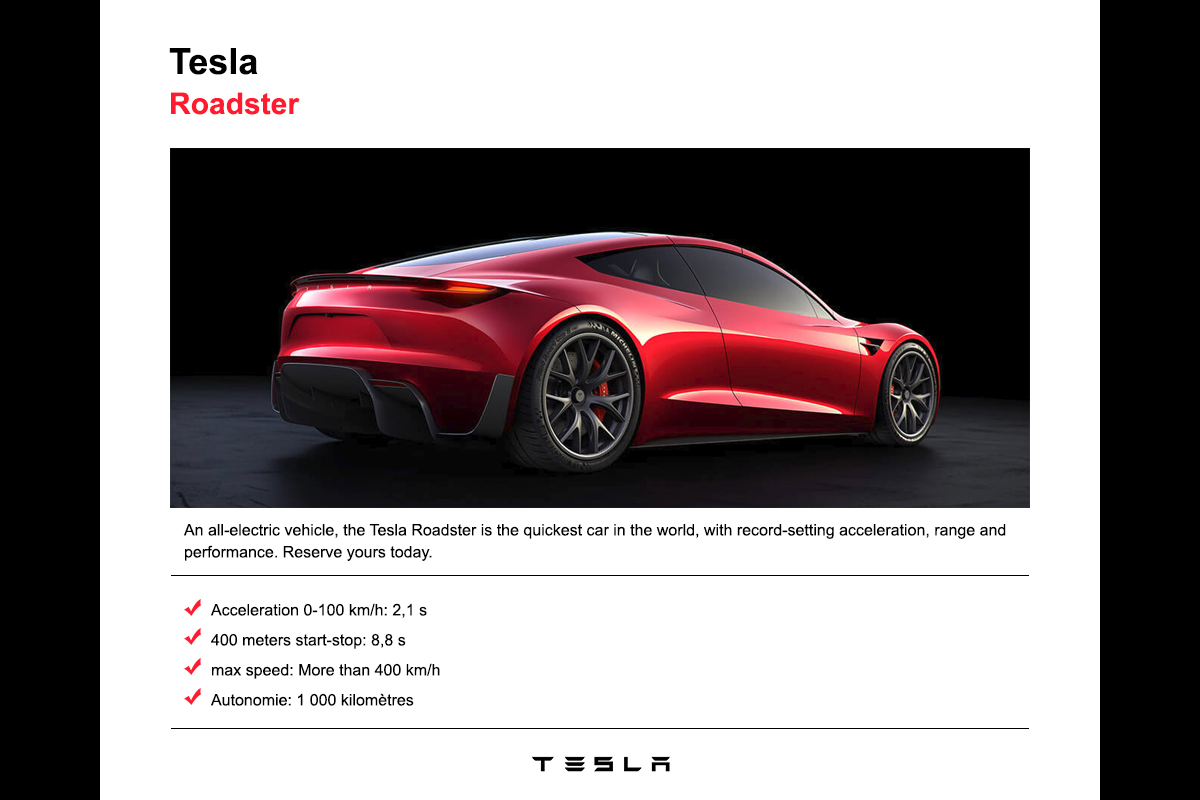 Tesla
Roadster
MICHELIN
An all-electric vehicle, the Tesla Roadster is the quickest car in the world, with record-setting acceleration, range and
performance. Reserve yours today.
Acceleration 0-100 km/h: 2,1 s
400 meters start-stop: 8,8 s
max speed: More than 400 km/h
Autonomie: 1 000 kilomètres
TESLA